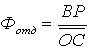 Фотд = ВР / ОС